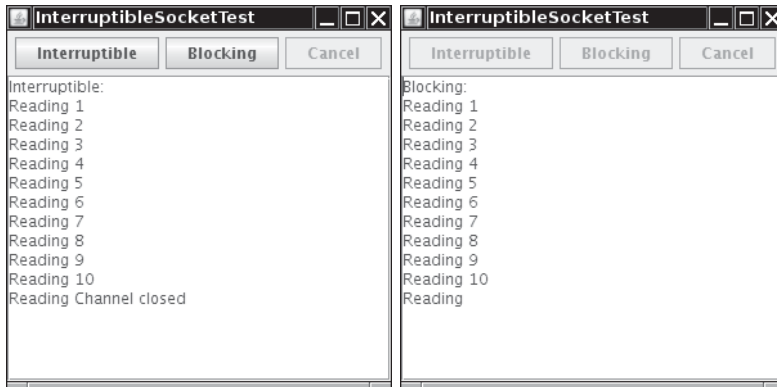 InterruptibleSocketTest
Interruptible Blocking Cancel
Interruptible:
Reading 1
Reading 2
Reading 3
Reading 4
Reading 5
Reading 6
Reading 7
Reading 8
Reading 9
Reading 10
Reading Channel closed
InterruptibleSocketTest
Interruptible Blocking Cancel
Blocking:
Reading 1
Reading 2
Reading 3
Reading 4
Reading 5
Reading 6
Reading 7
Reading 8
Reading 9
Reading 10
Reading